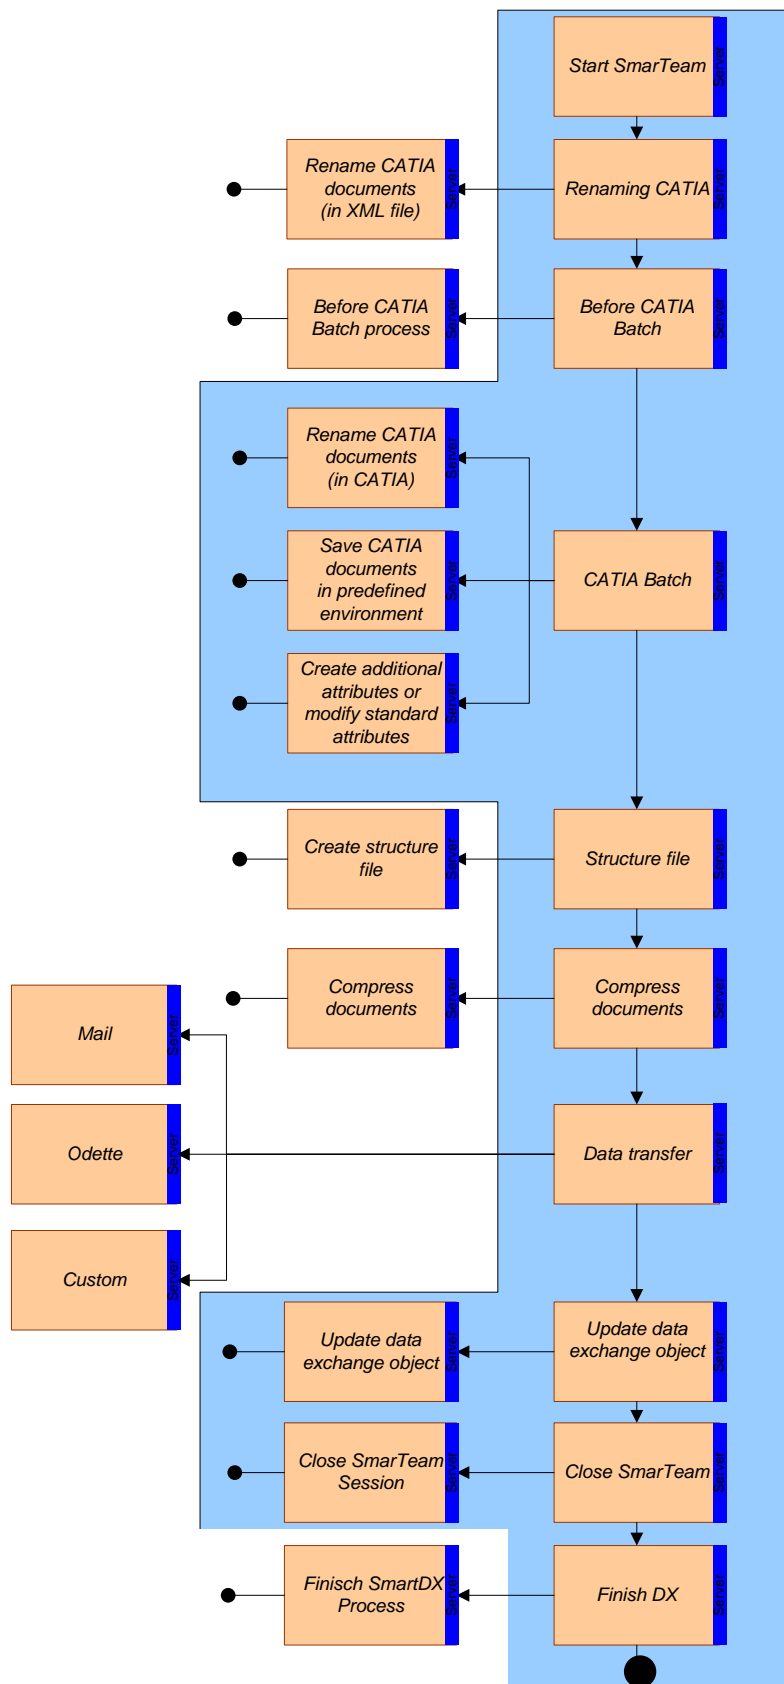 Start SmarTeam
Server
Rename CATIA
documents
(in XML file)
Server
Renaming CATIA
Server
Before CATIA
Batch process
Server
Before CATIA
Batch
Server
Rename CATIA
documents
(in CATIA)
Server
Save CATIA
documents
in predefined
environment
Server
CATIA Batch
Server
Create additional
attributes or
modify standard
attributes
Server
Create structure
file
Server
Structure file
Server
Compress
documents
Server
Compress
documents
Server
Mail
Server
Odette
Server
Data transfer
Server
Custom
Server
Update data
exchange object
Server
Update data
exchange object
Server
Close SmarTeam
Session
Server
Close SmarTeam
Server
Finisch SmartDX
Process
Server
Finish DX
Server